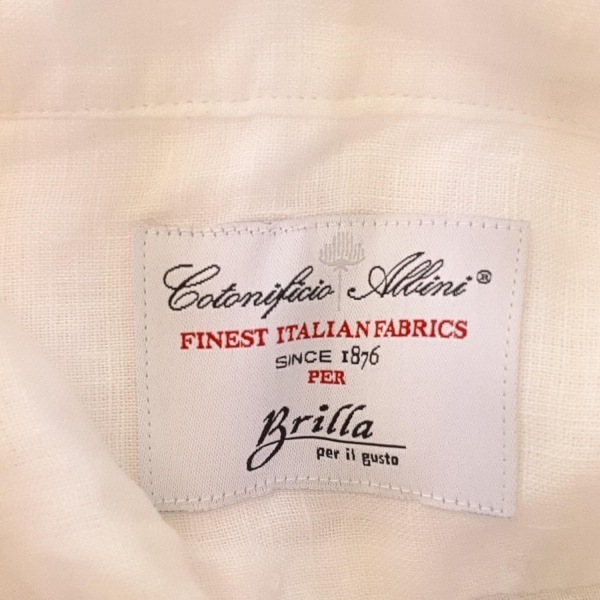 Cotonificio Albini®
FINEST ITALIAN FABRICS
SINCE 1876
PER
Brilla
per il gusto